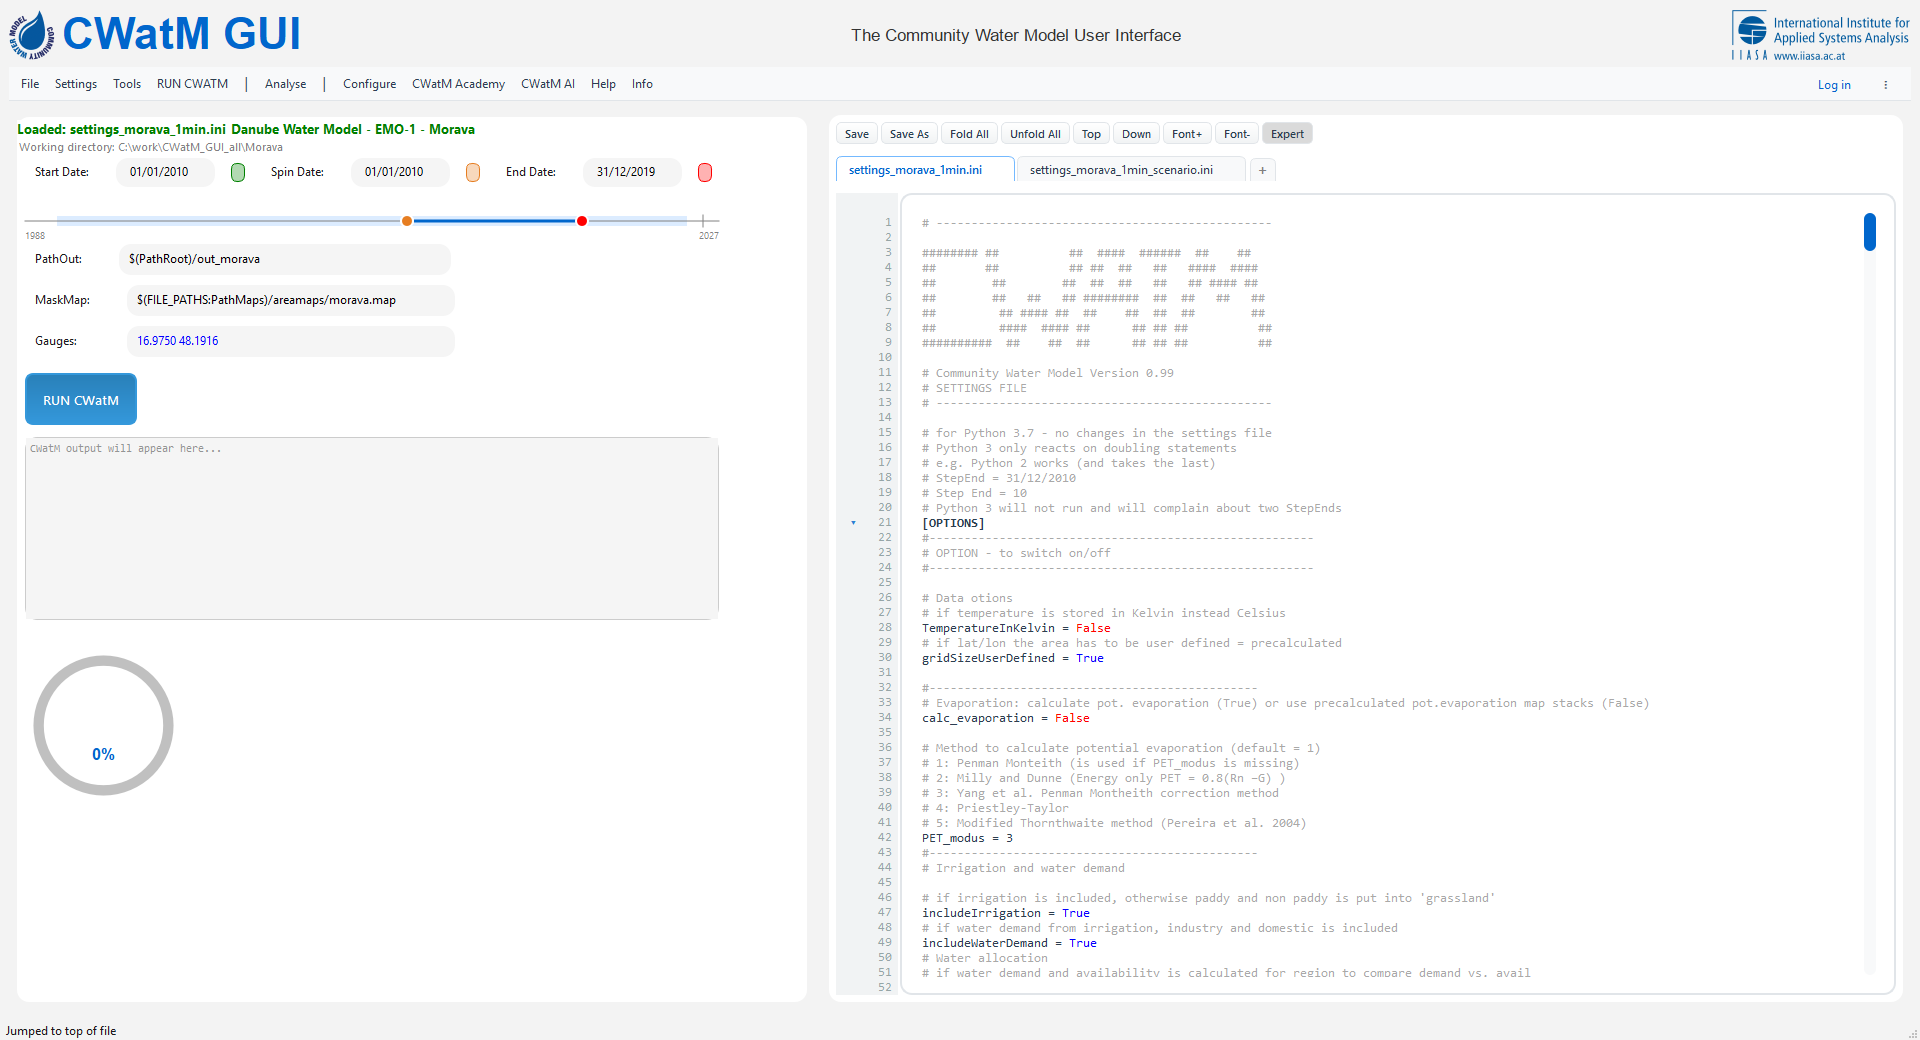 CWatM GUI
The Community Water Model User Interface
International Institute for
Applied Systems Analysis
IIASA www.iiasa.ac.at
File Settings Tools RUN CWATM | Analyse | Configure CWatM Academy CWatM AI Help Info
Log in
Loaded: settings_morava_1min.ini Danube Water Model - EMO-1 - Morava
Working directory: C:\work\CWatM_GUI_all\Morava
Start Date: 01/01/2010 Spin Date: 01/01/2010 End Date: 31/12/2019
1988 2027
PathOut: $(PathRoot)/out_morava
MaskMap: $(FILE_PATHS:PathMaps)/areamaps/morava.map
Gauges: 16.9750 48.1916
RUN CWatM
CWatM output will appear here...
0%
Save Save As Fold All Unfold All Top Down Font+ Font- Expert
settings_morava_1min.ini settings_morava_1min_scenario.ini +
1 # ------------------------------------------------
2
3 ######## ##          ##  ####  ######  ##    ##
4 ##       ##          ## ##  ##   ##   ####  ####
5 ##        ##        ##  ##  ##   ##   ## #### ##
6 ##        ##   ##   ## ########  ##  ##   ##   ##
7 ##         ## #### ##  ##    ##  ##  ##        ##
8 ##         ####  #### ##      ## ## ##          ##
9 ##########  ##    ##  ##      ## ## ##          ##
10
11 # Community Water Model Version 0.99
12 # SETTINGS FILE
13 # ------------------------------------------------
14
15 # for Python 3.7 - no changes in the settings file
16 # Python 3 only reacts on doubling statements
17 # e.g. Python 2 works (and takes the last)
18 # StepEnd = 31/12/2010
19 # Step End = 10
20 # Python 3 will not run and will complain about two StepEnds
21 [OPTIONS]
22 #-------------------------------------------------------
23 # OPTION - to switch on/off
24 #-------------------------------------------------------
25
26 # Data otions
27 # if temperature is stored in Kelvin instead Celsius
28 TemperatureInKelvin = False
29 # if lat/lon the area has to be user defined = precalculated
30 gridSizeUserDefined = True
31
32 #-----------------------------------------------
33 # Evaporation: calculate pot. evaporation (True) or use precalculated pot.evaporation map stacks (False)
34 calc_evaporation = False
35
36 # Method to calculate potential evaporation (default = 1)
37 # 1: Penman Monteith (is used if PET_modus is missing)
38 # 2: Milly and Dunne (Energy only PET = 0.8(Rn -G) )
39 # 3: Yang et al. Penman Montheith correction method
40 # 4: Priestley-Taylor
41 # 5: Modified Thornthwaite method (Pereira et al. 2004)
42 PET_modus = 3
43 #-----------------------------------------------
44 # Irrigation and water demand
45
46 # if irrigation is included, otherwise paddy and non paddy is put into 'grassland'
47 includeIrrigation = True
48 # if water demand from irrigation, industry and domestic is included
49 includeWaterDemand = True
50 # Water allocation
51 # if water demand and availability is calculated for region to compare demand vs. avail
52
Jumped to top of file